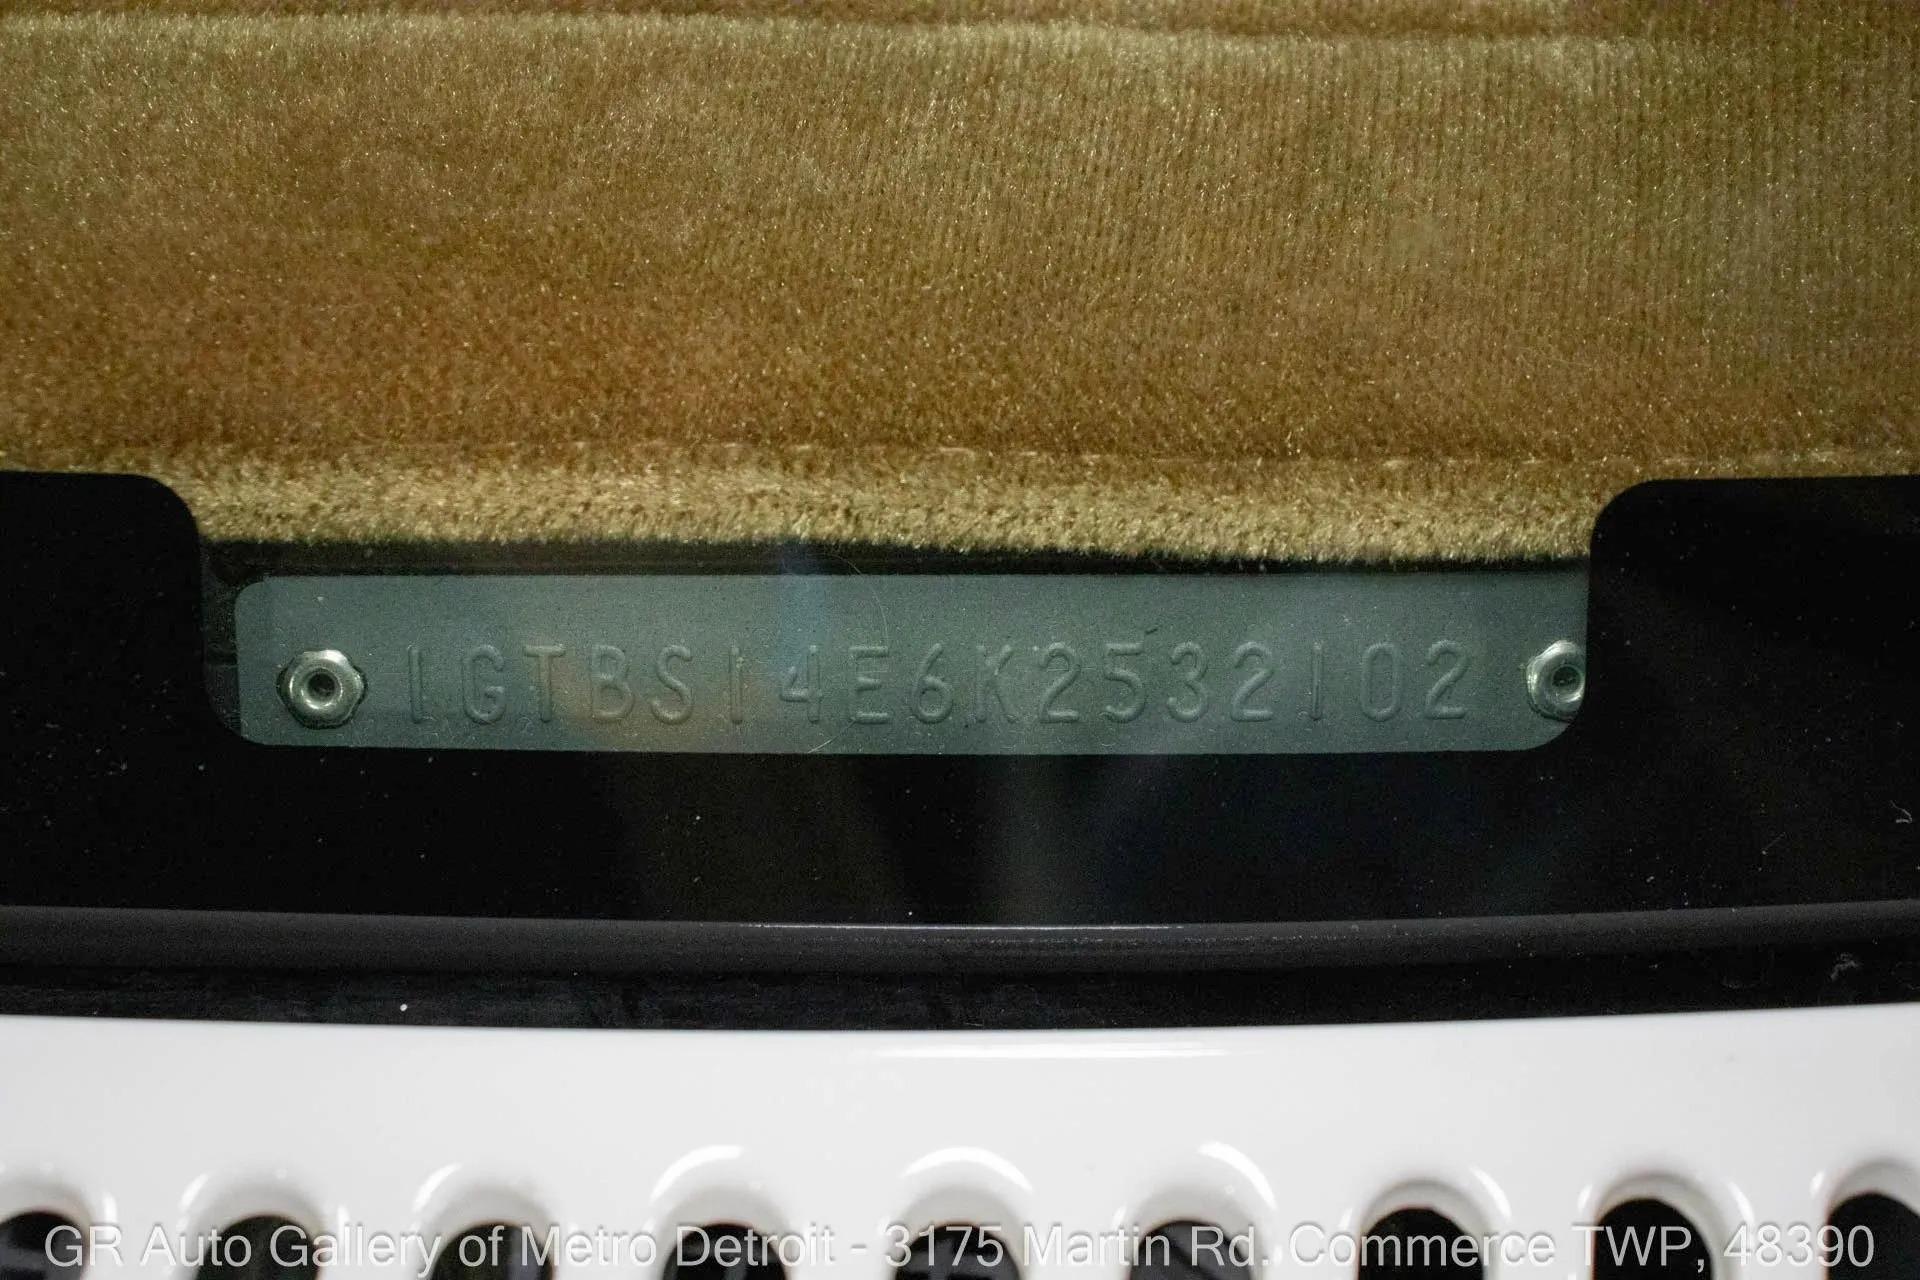 1GTBS14E6K2532102
GR Auto Gallery of Metro Detroit - 3175 Martin Rd. Commerce TWP, 48390